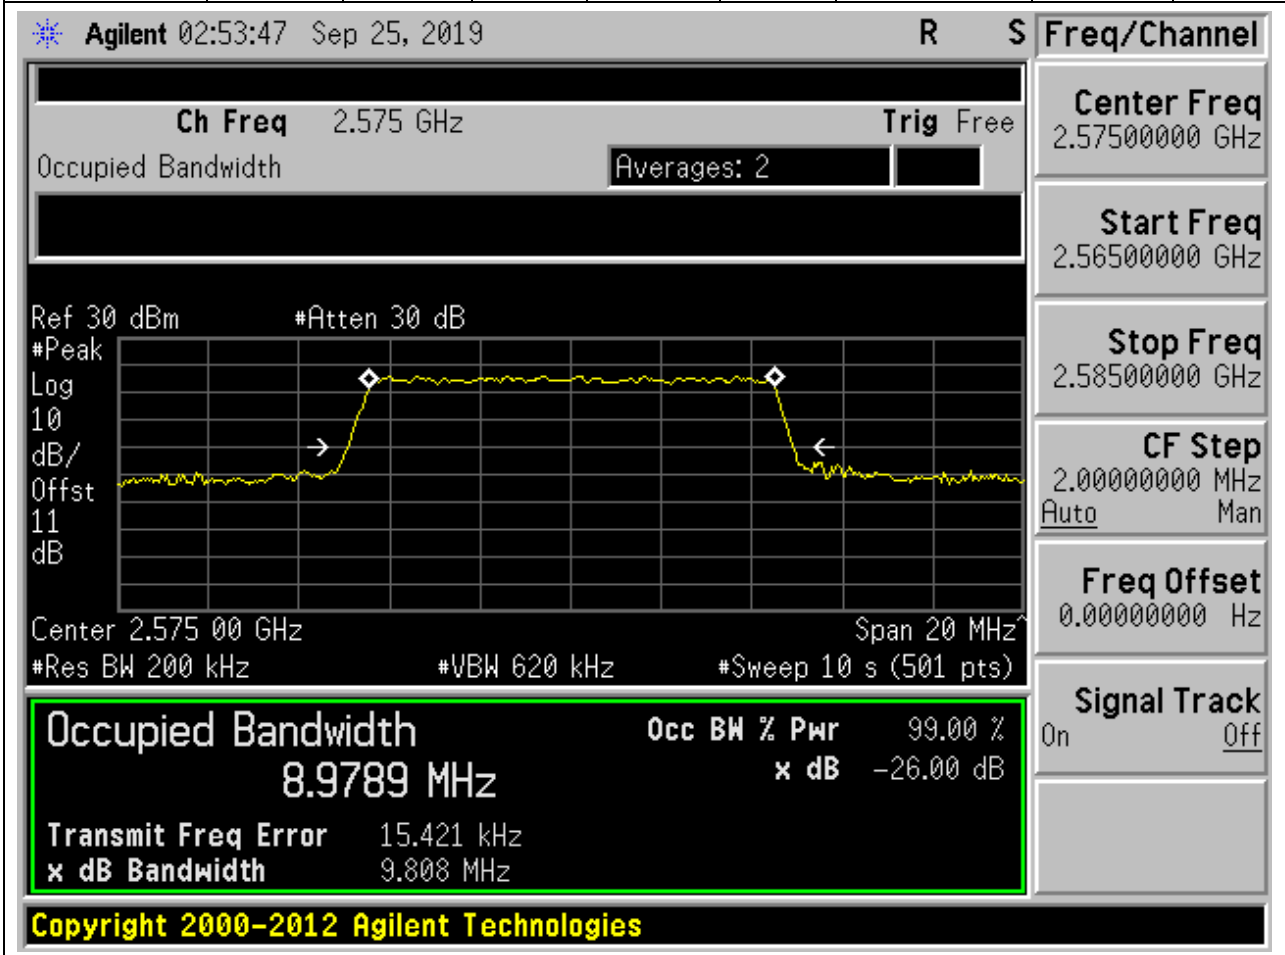 Agilent 02:53:47 Sep 25, 2019 R S
Freq/Channel
Ch Freq 2.575 GHz Trig Free
Occupied Bandwidth Averages: 2
Center Freq
2.57500000 GHz
Start Freq
2.56500000 GHz
Stop Freq
2.58500000 GHz
CF Step
2.00000000 MHz
Auto Man
Freq Offset
0.00000000 Hz
Signal Track
On Off
Ref 30 dBm #Atten 30 dB
#Peak
Log
10
dB/
Offst
11
dB
Center 2.575 00 GHz Span 20 MHz^
#Res BW 200 kHz #VBW 620 kHz #Sweep 10 s (501 pts)
Occupied Bandwidth Occ BW % Pwr 99.00 %
8.9789 MHz x dB -26.00 dB
Transmit Freq Error 15.421 kHz
x dB Bandwidth 9.808 MHz
Copyright 2000-2012 Agilent Technologies